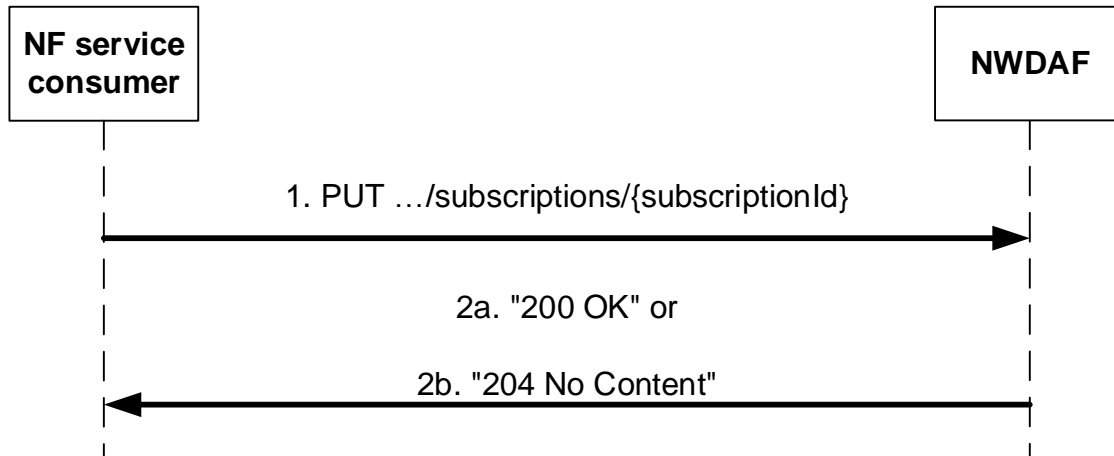 NF service
consumer
NWDAF
1. PUT …/subscriptions/{subscriptionId}
2a. "200 OK" or
2b. "204 No Content"